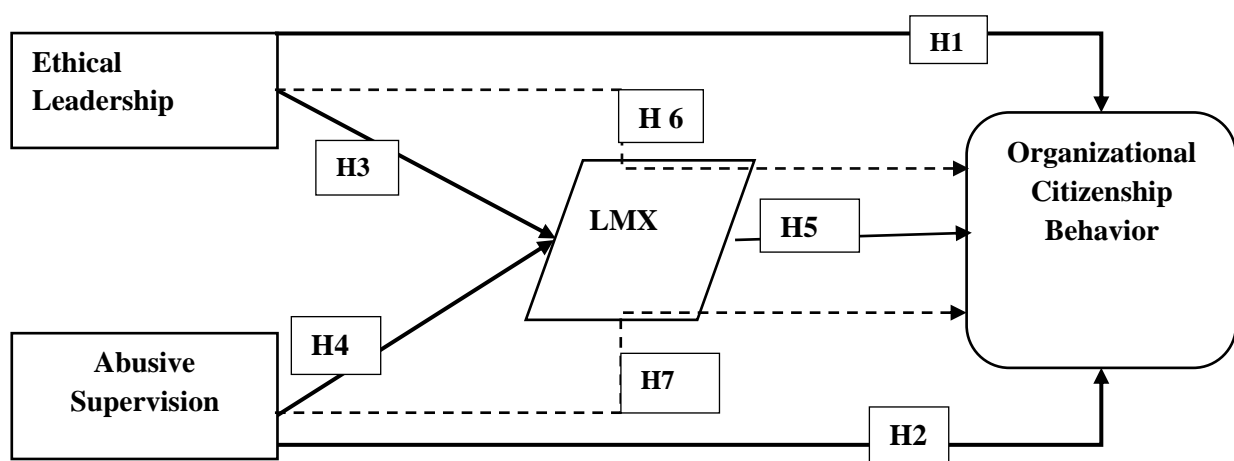 Ethical
Leadership
H1
H 6
H3
Organizational
Citizenship
Behavior
LMX
H5
H4
Abusive
Supervision
H7
H2